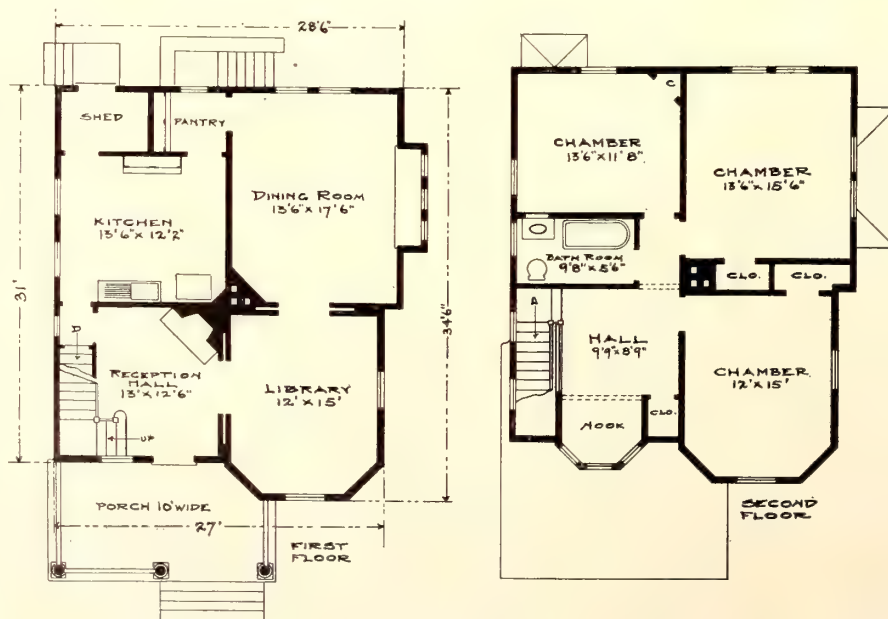 28'6"
SHED
PANTRY
DINING ROOM
13'6" X 17'6"
KITCHEN
13'6" X 12'2"
31'
34'6"
D
RECEPTION
HALL
13' X 12'6"
UP
LIBRARY
12' X 15'
PORCH 10' WIDE
27'
FIRST
FLOOR
C
CHAMBER
13'6" X 11'8"
CHAMBER
13'6" X 15'6"
BATH ROOM
9'8" X 5'6"
CLO.
CLO.
HALL
9'9" X 8'9"
CHAMBER
12' X 15'
CLO.
NOOK
SECOND
FLOOR